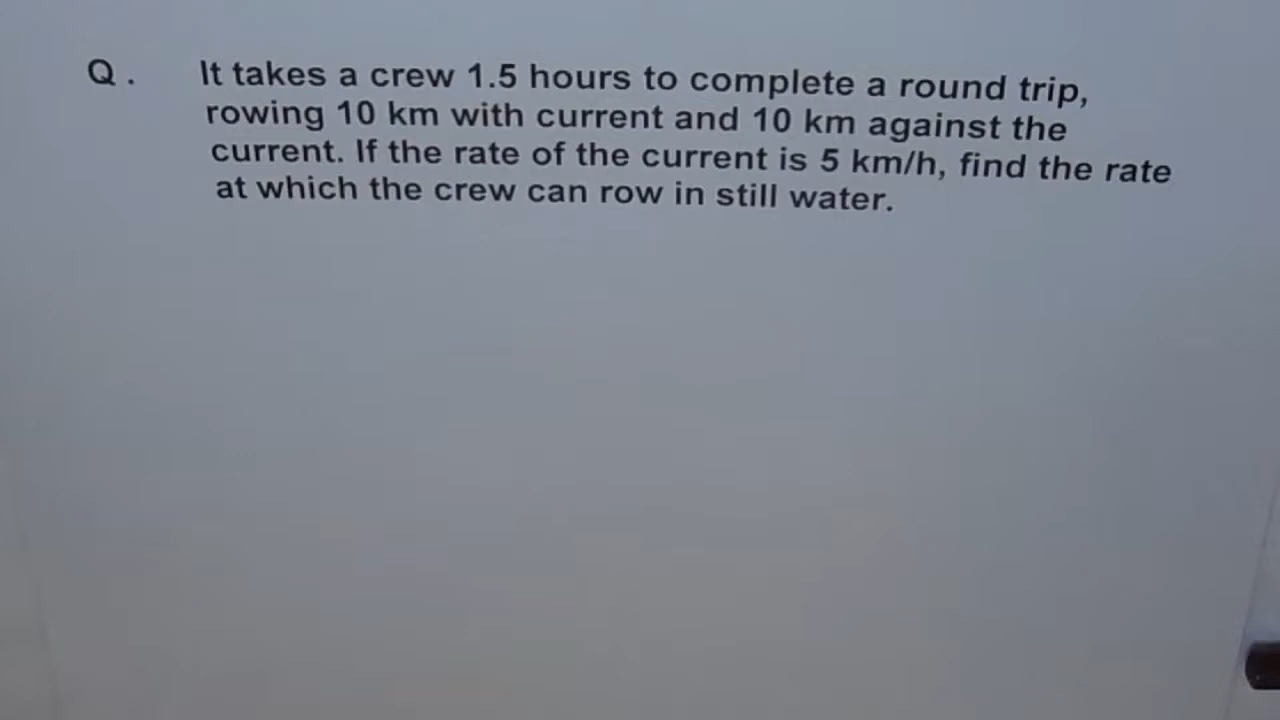 Q. It takes a crew 1.5 hours to complete a round trip,
rowing 10 km with current and 10 km against the
current. If the rate of the current is 5 km/h, find the rate
at which the crew can row in still water.